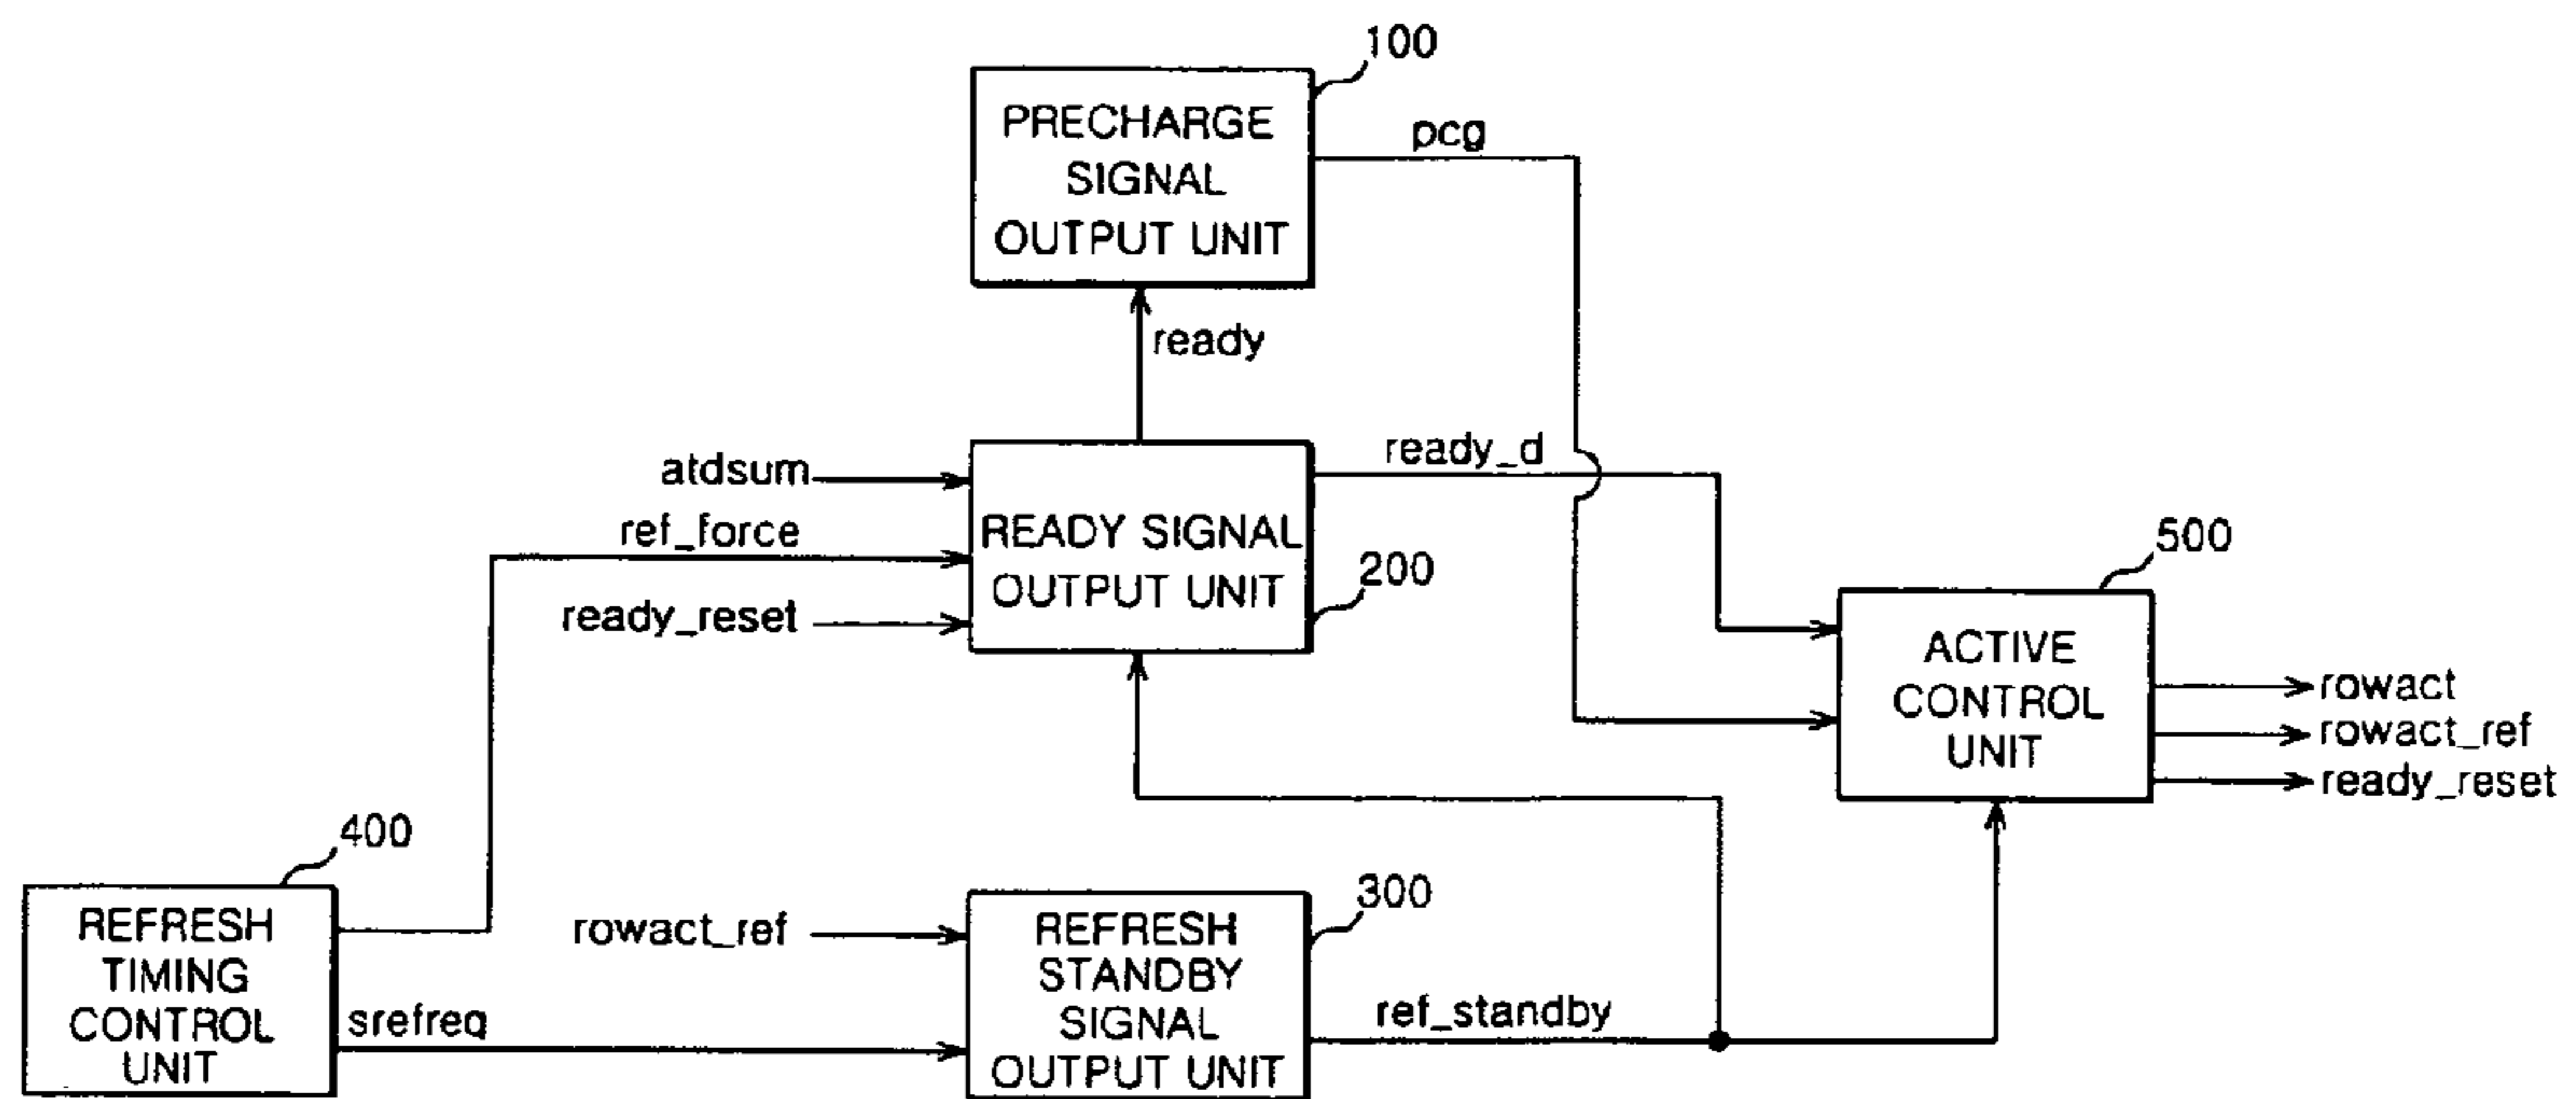 100
PRECHARGE
SIGNAL
OUTPUT UNIT
pcg
ready
atdsum
ref_force
ready_reset
READY SIGNAL
OUTPUT UNIT
200
ready_d
500
ACTIVE
CONTROL
UNIT
rowact
rowact_ref
ready_reset
400
REFRESH
TIMING
CONTROL
UNIT
srefreq
rowact_ref
300
REFRESH
STANDBY
SIGNAL
OUTPUT UNIT
ref_standby